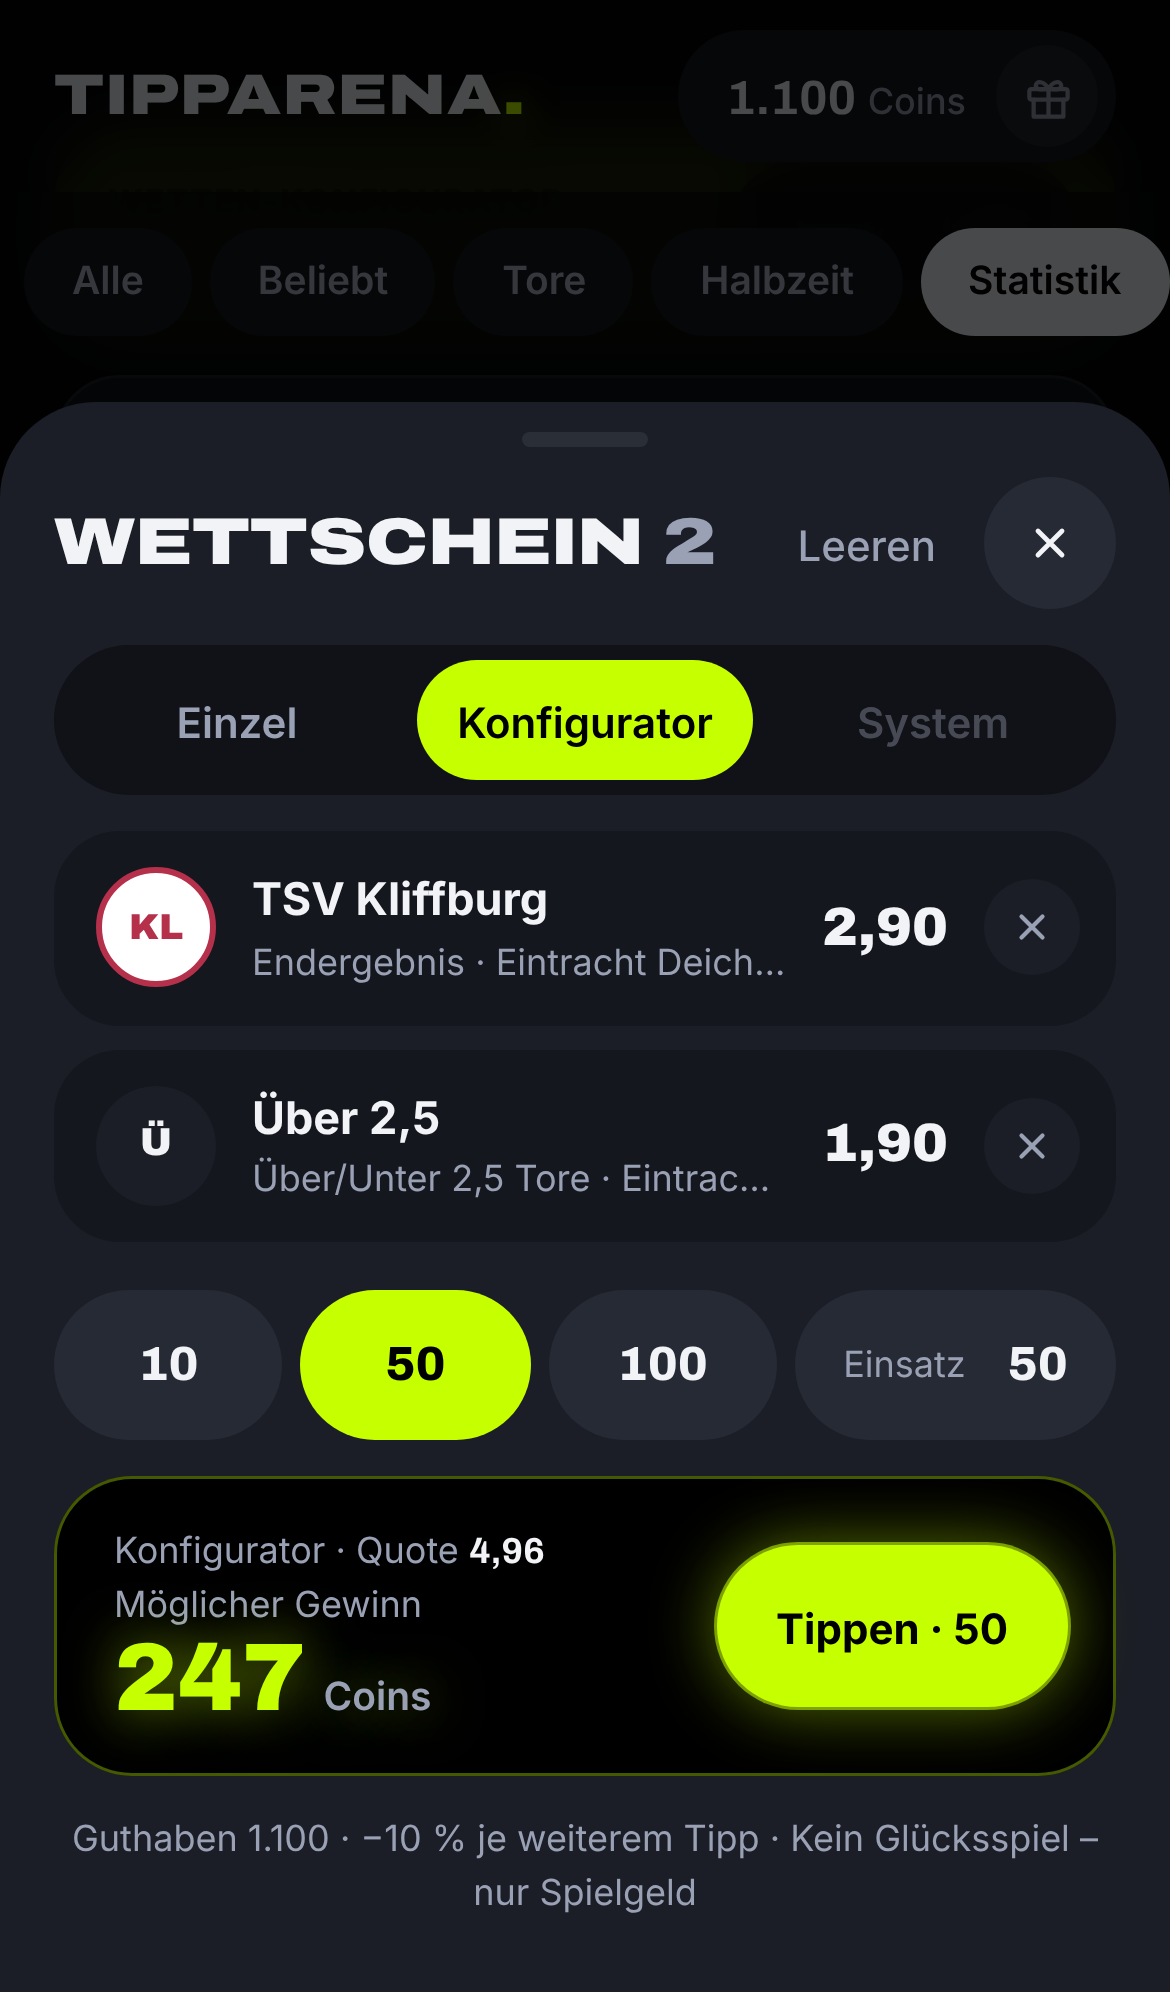 TIPPARENA.
1.100 Coins
Alle Beliebt Tore Halbzeit Statistik
WETTSCHEIN 2 Leeren
Einzel Konfigurator System
KL
TSV Kliffburg
Endergebnis · Eintracht Deich...
2,90
Ü
Über 2,5
Über/Unter 2,5 Tore · Eintrac...
1,90
10 50 100 Einsatz 50
Konfigurator · Quote 4,96
Möglicher Gewinn
247 Coins
Tippen · 50
Guthaben 1.100 · −10 % je weiterem Tipp · Kein Glücksspiel –
nur Spielgeld